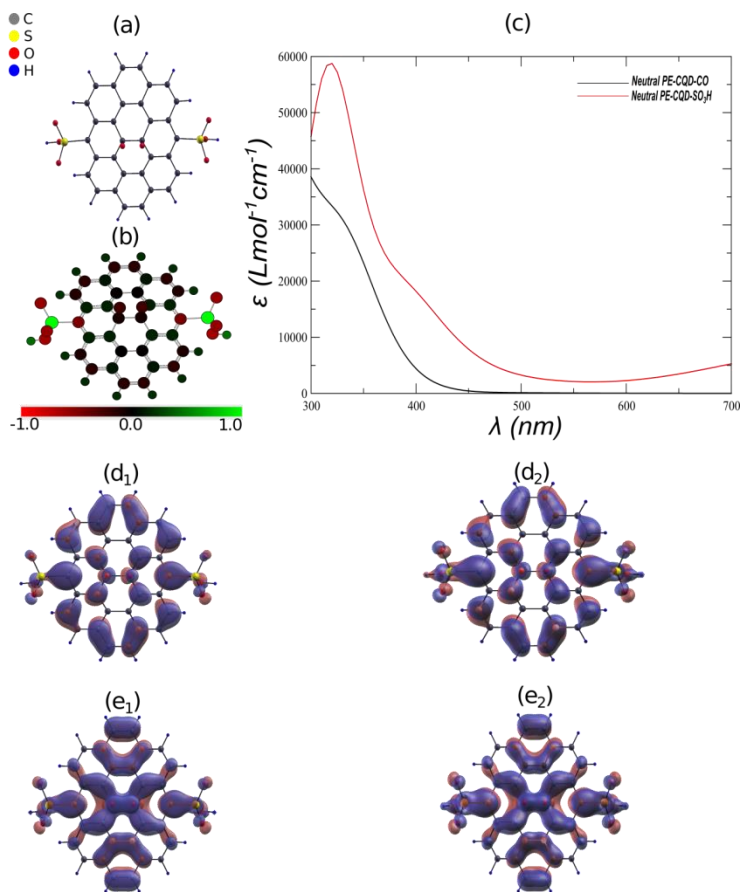 (a)
C
S
O
H
(b)
-1.0 0.0 1.0
(c)
60000
50000
40000
30000
20000
10000
0
ε (Lmol⁻¹cm⁻¹)
Neutral PE-CQD-CO
Neutral PE-CQD-SO₃H
300 400 500 600 700
λ (nm)
(d₁)
(d₂)
(e₁)
(e₂)